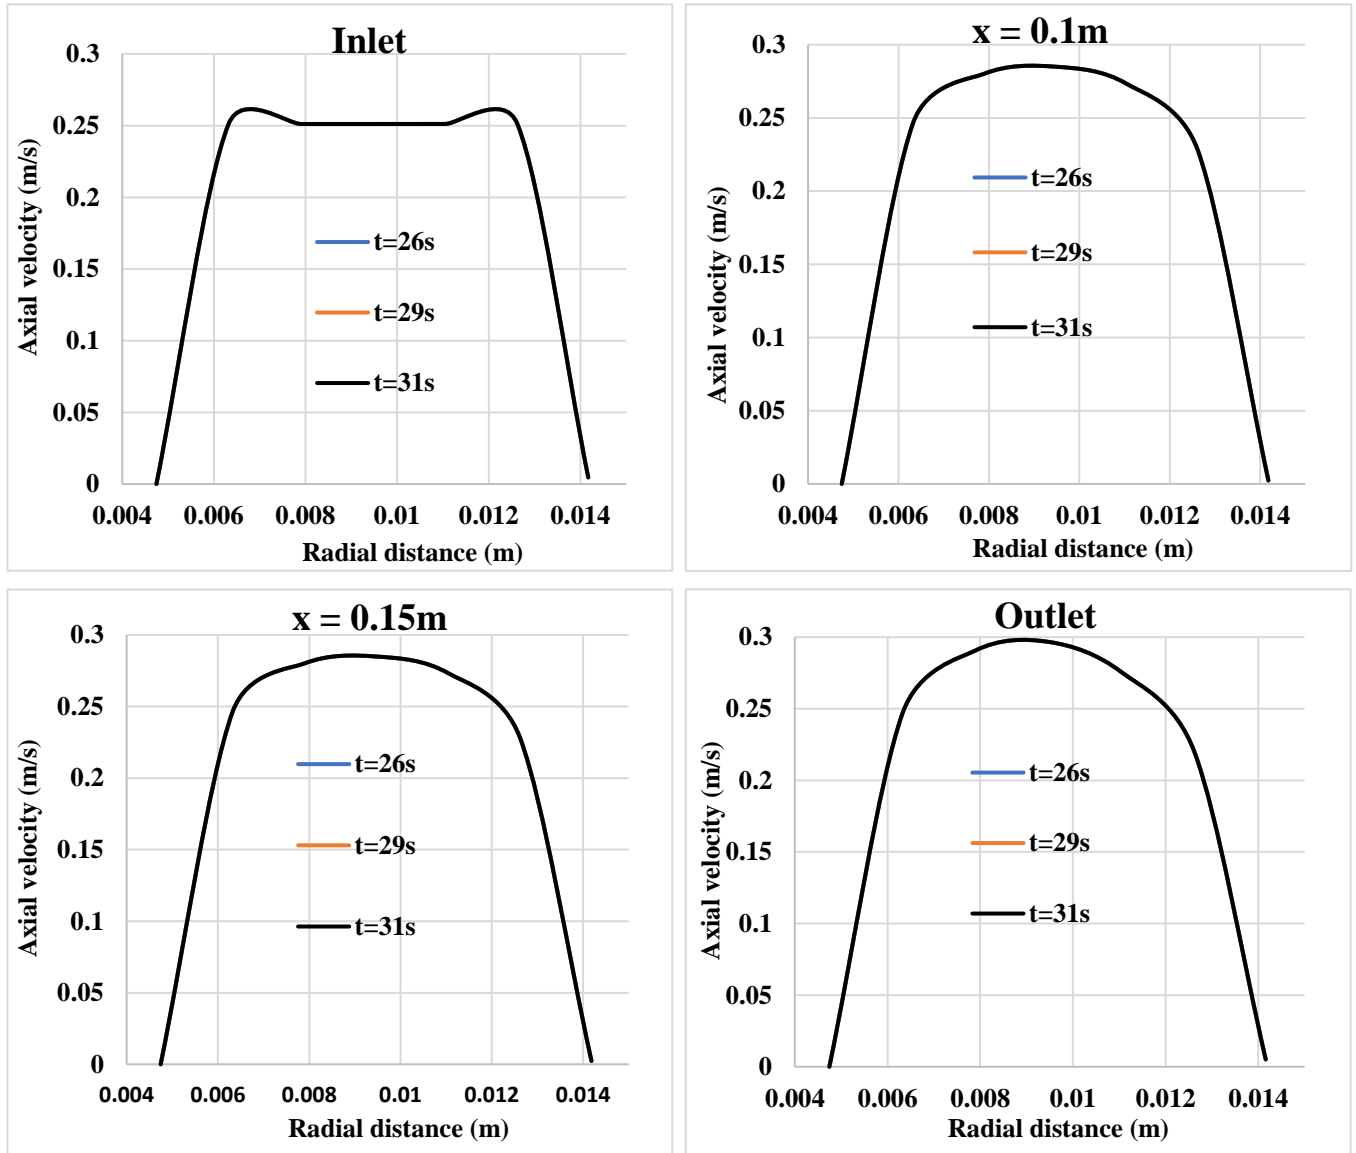 Inlet
0.3
0.25
0.2
0.15
0.1
0.05
0
Axial velocity (m/s)
t=26s
t=29s
t=31s
0.004 0.006 0.008 0.01 0.012 0.014
Radial distance (m)
x = 0.1m
0.3
0.25
0.2
0.15
0.1
0.05
0
Axial velocity (m/s)
t=26s
t=29s
t=31s
0.004 0.006 0.008 0.01 0.012 0.014
Radial distance (m)
x = 0.15m
0.3
0.25
0.2
0.15
0.1
0.05
0
Axial velocity (m/s)
t=26s
t=29s
t=31s
0.004 0.006 0.008 0.01 0.012 0.014
Radial distance (m)
Outlet
0.3
0.25
0.2
0.15
0.1
0.05
0
Axial velocity (m/s)
t=26s
t=29s
t=31s
0.004 0.006 0.008 0.01 0.012 0.014
Radial distance (m)